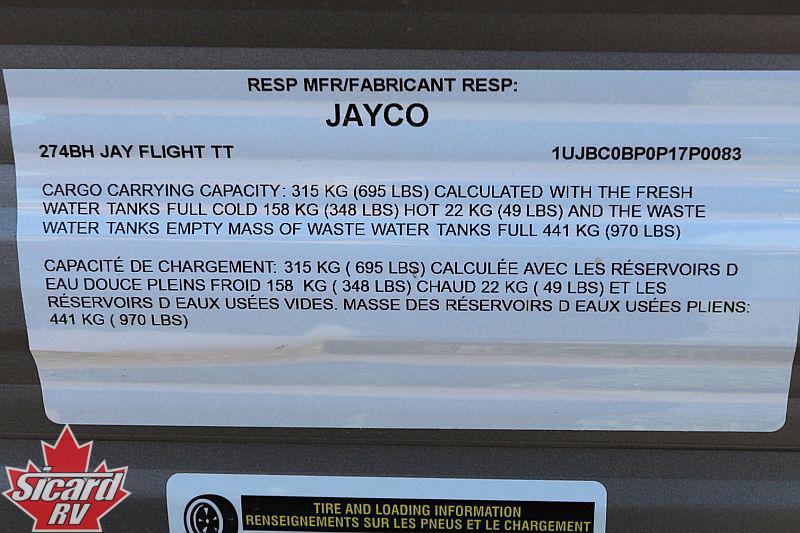 RESP MFR/FABRICANT RESP:
JAYCO
274BH JAY FLIGHT TT 1UJBC0BP0P17P0083
CARGO CARRYING CAPACITY: 315 KG (695 LBS) CALCULATED WITH THE FRESH
WATER TANKS FULL COLD 158 KG (348 LBS) HOT 22 KG (49 LBS) AND THE WASTE
WATER TANKS EMPTY MASS OF WASTE WATER TANKS FULL 441 KG (970 LBS)
CAPACITÉ DE CHARGEMENT: 315 KG ( 695 LBS) CALCULÉE AVEC LES RÉSERVOIRS D
EAU DOUCE PLEINS FROID 158 KG ( 348 LBS) CHAUD 22 KG ( 49 LBS) ET LES
RÉSERVOIRS D EAUX USÉES VIDES. MASSE DES RÉSERVOIRS D EAUX USÉES PLIENS:
441 KG ( 970 LBS)
Sicard
RV
TIRE AND LOADING INFORMATION
RENSEIGNEMENTS SUR LES PNEUS ET LE CHARGEMENT